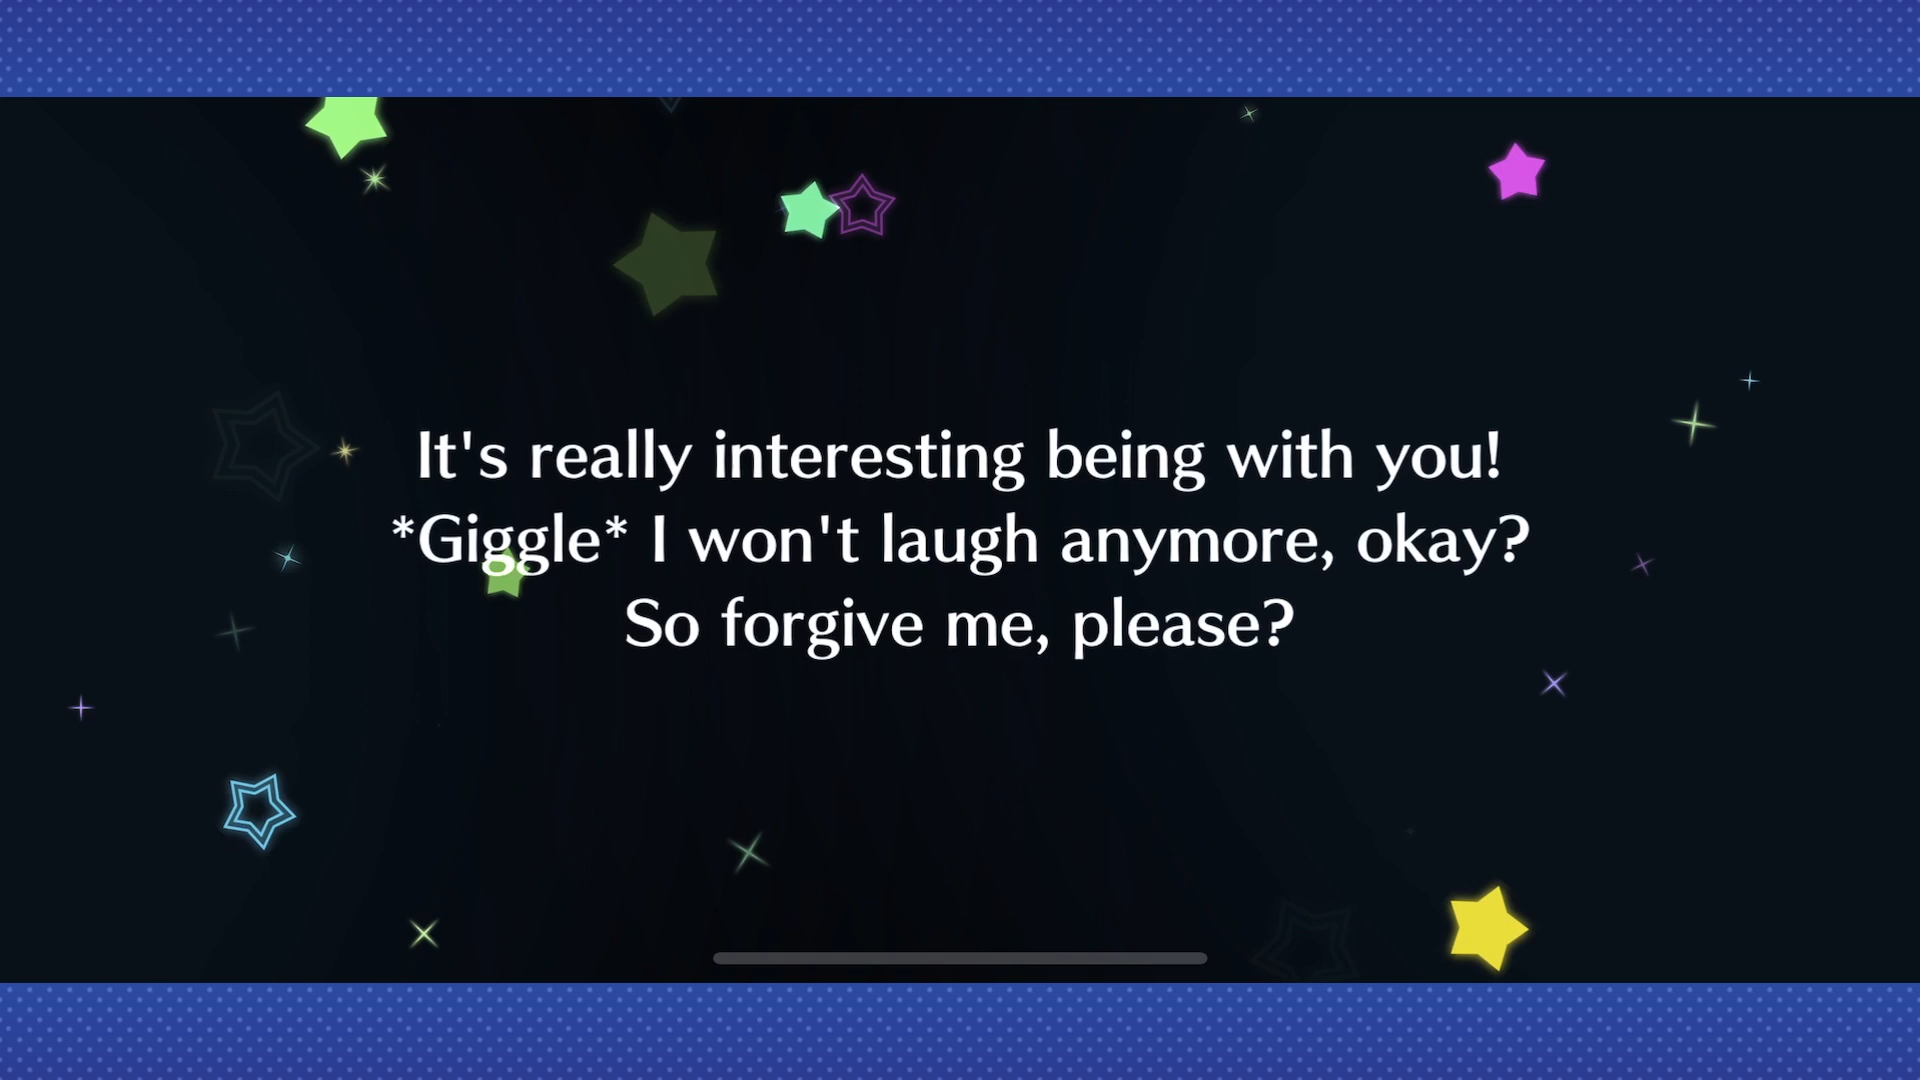 It's really interesting being with you!
*Giggle* I won't laugh anymore, okay?
So forgive me, please?